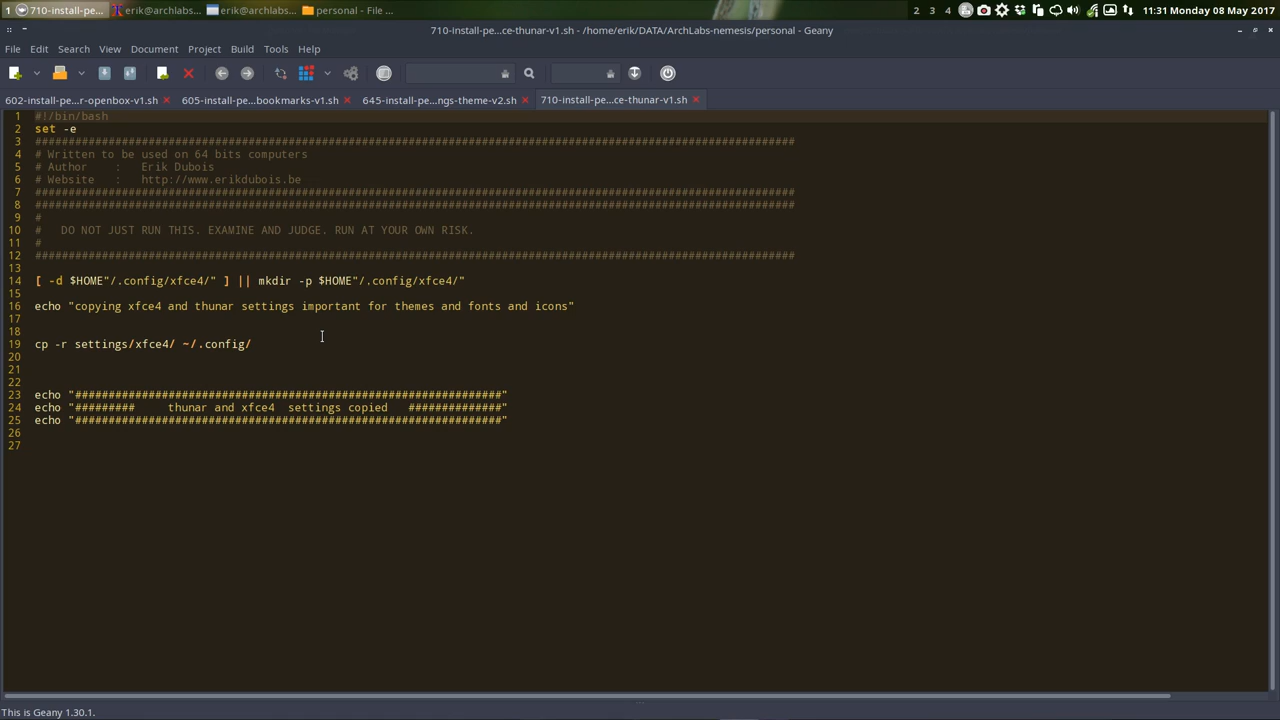 1 710-install-pe... erik@archlabs... erik@archlabs... personal - File ... 2 3 4 11:31 Monday 08 May 2017
710-install-pe...ce-thunar-v1.sh - /home/erik/DATA/ArchLabs-nemesis/personal - Geany
File Edit Search View Document Project Build Tools Help
602-install-pe...r-openbox-v1.sh 605-install-pe...bookmarks-v1.sh 645-install-pe...ngs-theme-v2.sh 710-install-pe...ce-thunar-v1.sh
1 #!/bin/bash
2 set -e
3 ##################################################################################################################
4 # Written to be used on 64 bits computers
5 # Author : Erik Dubois
6 # Website : http://www.erikdubois.be
7 ##################################################################################################################
8 ##################################################################################################################
9 #
10 # DO NOT JUST RUN THIS. EXAMINE AND JUDGE. RUN AT YOUR OWN RISK.
11 #
12 ##################################################################################################################
13
14 [ -d $HOME"/.config/xfce4/" ] || mkdir -p $HOME"/.config/xfce4/"
15
16 echo "copying xfce4 and thunar settings important for themes and fonts and icons"
17
18
19 cp -r settings/xfce4/ ~/.config/
20
21
22
23 echo "################################################################"
24 echo "######### thunar and xfce4 settings copied ##############"
25 echo "################################################################"
26
27
This is Geany 1.30.1.